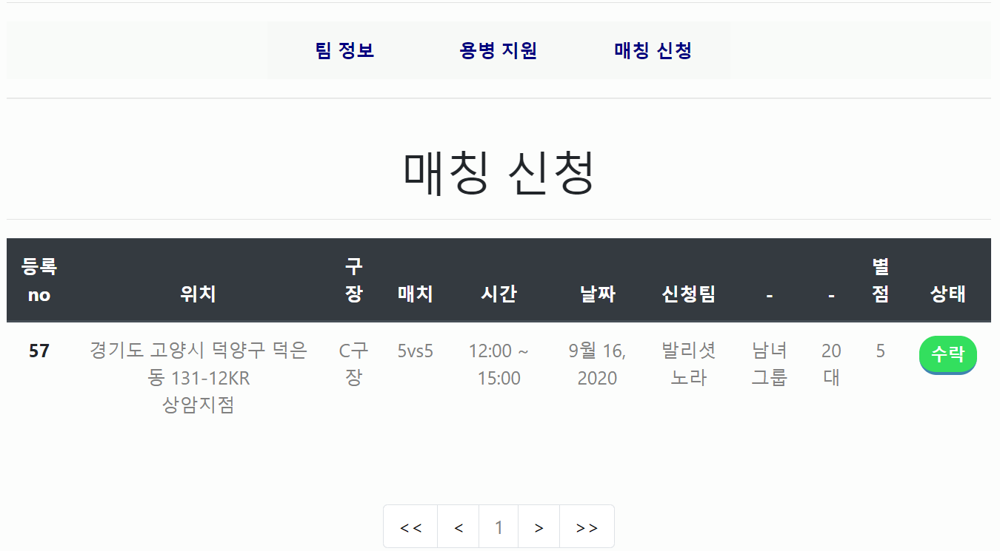 팀 정보 용병 지원 매칭 신청
매칭 신청
등록 no 위치 구장 매치 시간 날짜 신청팀 - - 별점 상태
57 경기도 고양시 덕양구 덕은 C구 5vs5 12:00 ~ 9월 16, 발리셧 남녀 20 5 수락
동 131-12KR 장 15:00 2020 노라 그룹 대
상암지점
<< < 1 > >>